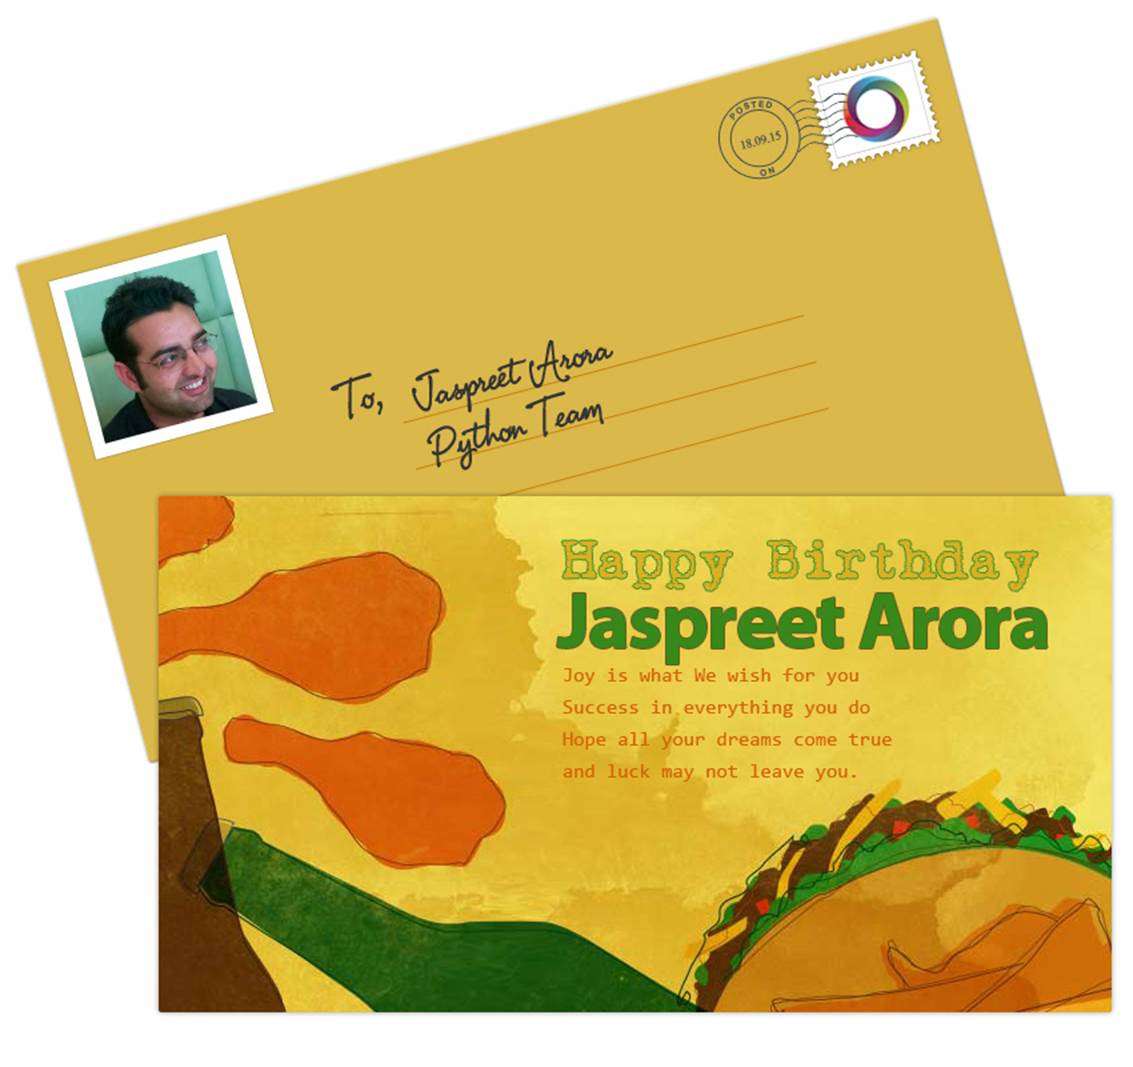 POSTED
18.09.15
ON
To, Jaspreet Arora
Python Team
Happy Birthday
Jaspreet Arora
Joy is what We wish for you
Success in everything you do
Hope all your dreams come true
and luck may not leave you.